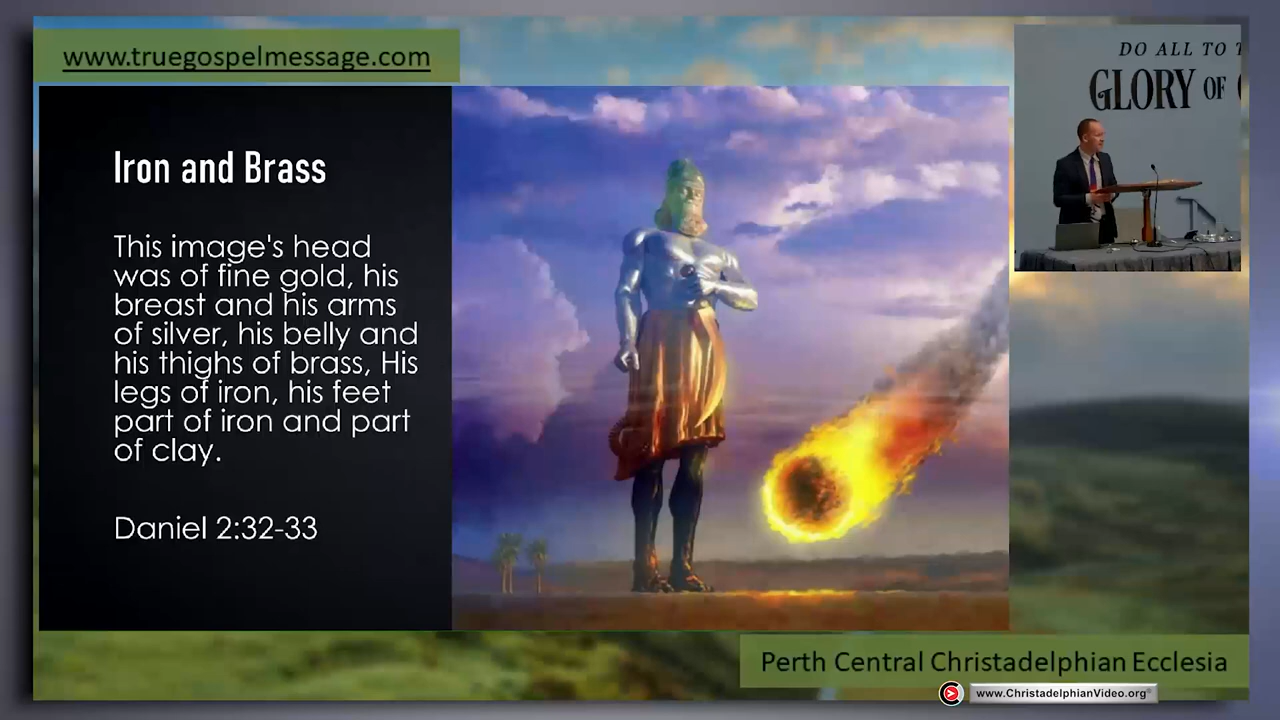 www.truegospelmessage.com
DO ALL TO
GLORY OF
Iron and Brass
This image's head
was of fine gold, his
breast and his arms
of silver, his belly and
his thighs of brass, His
legs of iron, his feet
part of iron and part
of clay.
Daniel 2:32-33
Perth Central Christadelphian Ecclesia
www.ChristadelphianVideo.org